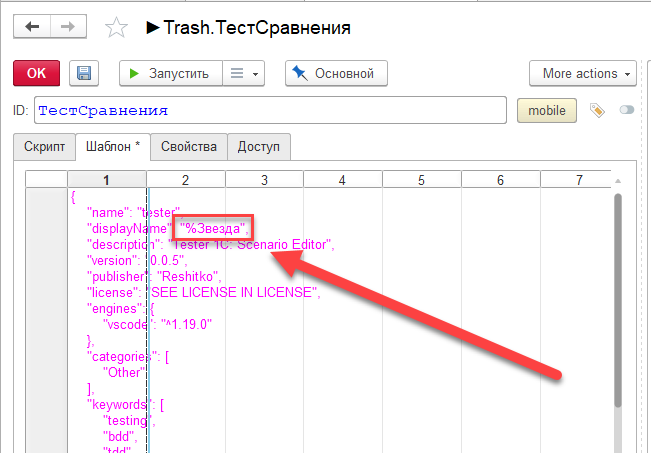 ►Trash.ТестСравнения
OK
Запустить
Основной
More actions
ID: ТестСравнения
mobile
Скрипт Шаблон * Свойства Доступ
1 2 3 4 5 6 7
{
"name": "tester",
"displayName": "%Звезда",
"description": "Tester 1C: Scenario Editor",
"version": "0.0.5",
"publisher": "Reshitko",
"license": "SEE LICENSE IN LICENSE",
"engines": {
"vscode": "^1.19.0"
},
"categories": [
"Other"
],
"keywords": [
"testing",
"bdd",
"tdd",